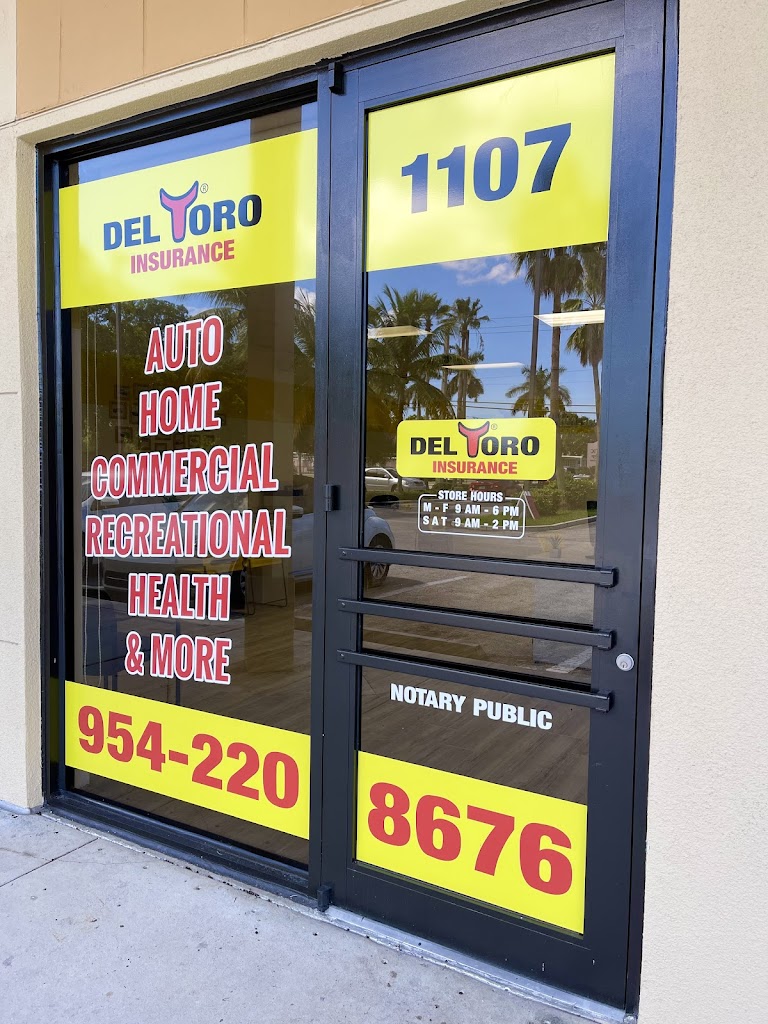 DEL TORO®
INSURANCE
AUTO
HOME
COMMERCIAL
RECREATIONAL
HEALTH
& MORE
954-220
1107
DEL TORO®
INSURANCE
STORE HOURS
M - F 9 AM - 6 PM
SAT 9 AM - 2 PM
NOTARY PUBLIC
8676